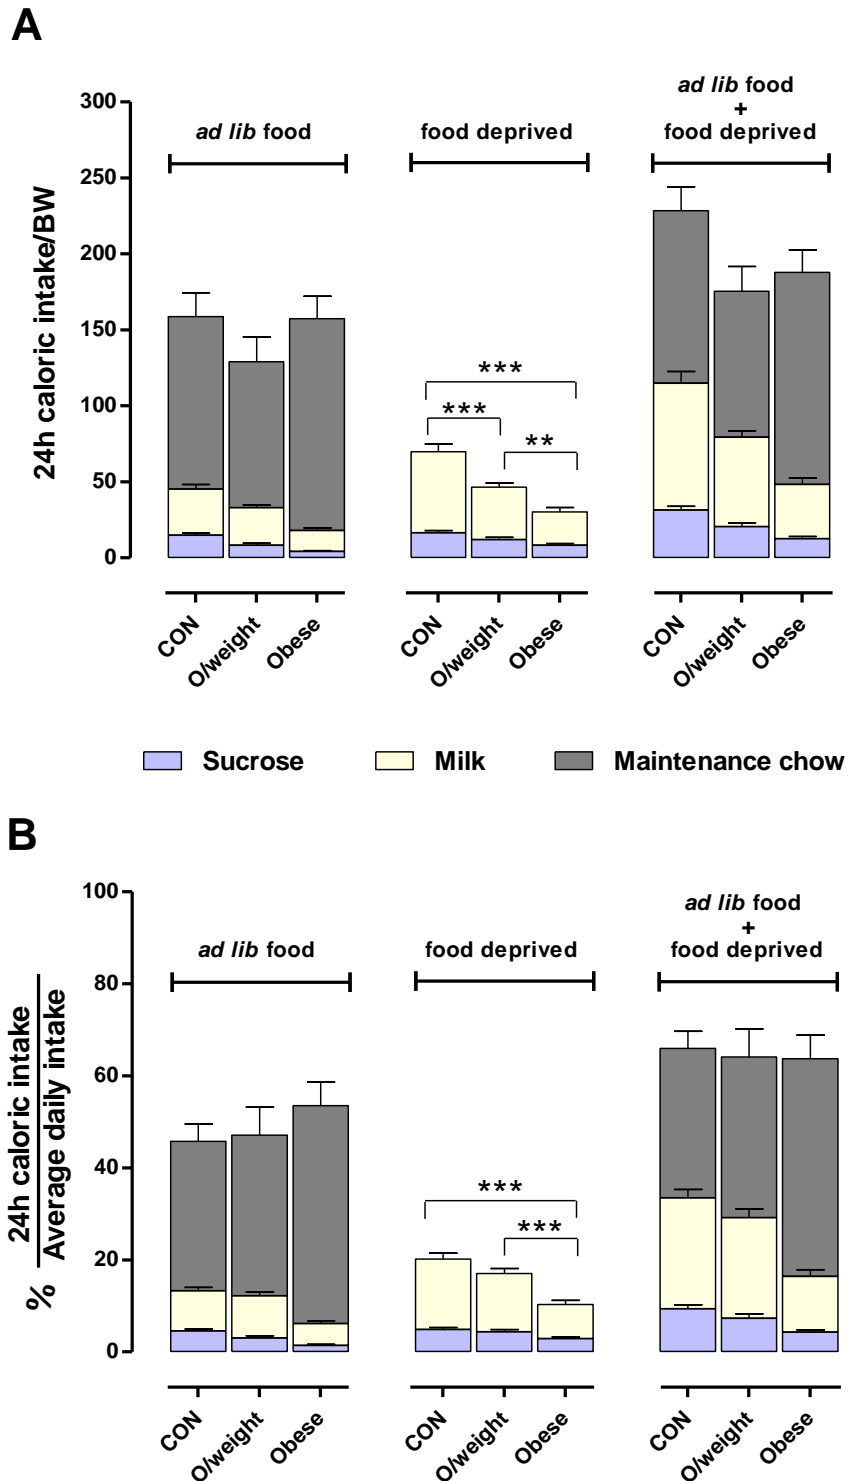 A
ad lib food
+
food deprived
ad lib food
food deprived
300
250
200
150
100
50
0
24h caloric intake/BW
***
***
**
CON
O/weight
Obese
CON
O/weight
Obese
CON
O/weight
Obese
Sucrose
Milk
Maintenance chow
B
ad lib food
+
food deprived
ad lib food
food deprived
100
80
60
40
20
0
%
24h caloric intake
Average daily intake
***
***
CON
O/weight
Obese
CON
O/weight
Obese
CON
O/weight
Obese